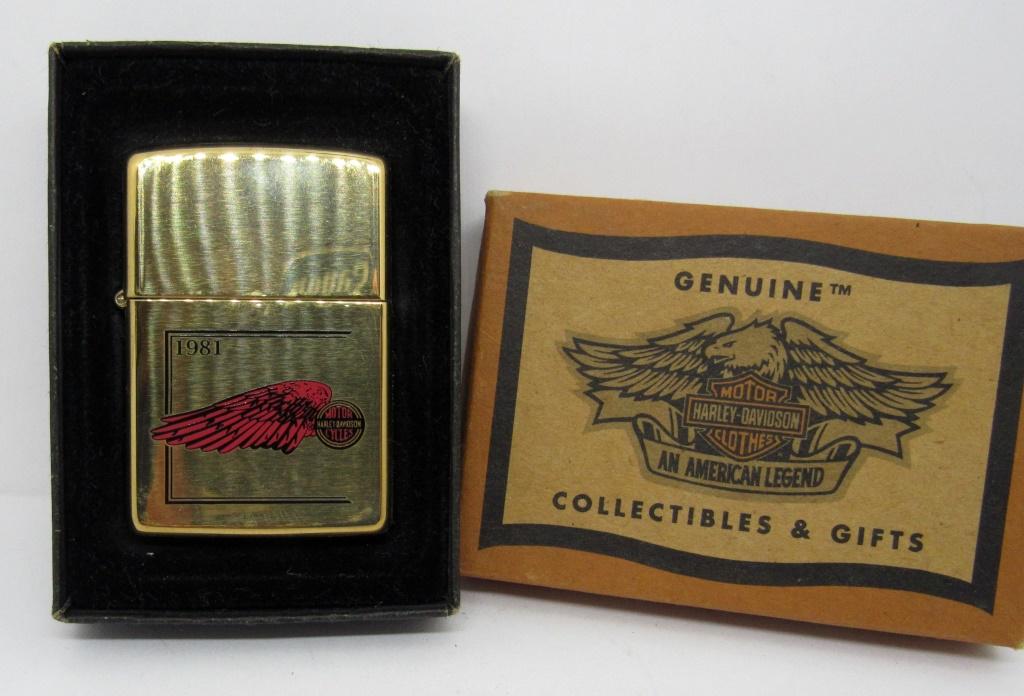 1981
MOTOR
HARLEY-DAVIDSON
CYCLES
GENUINE™
MOTOR
HARLEY-DAVIDSON
CLOTHES
AN AMERICAN LEGEND
COLLECTIBLES & GIFTS